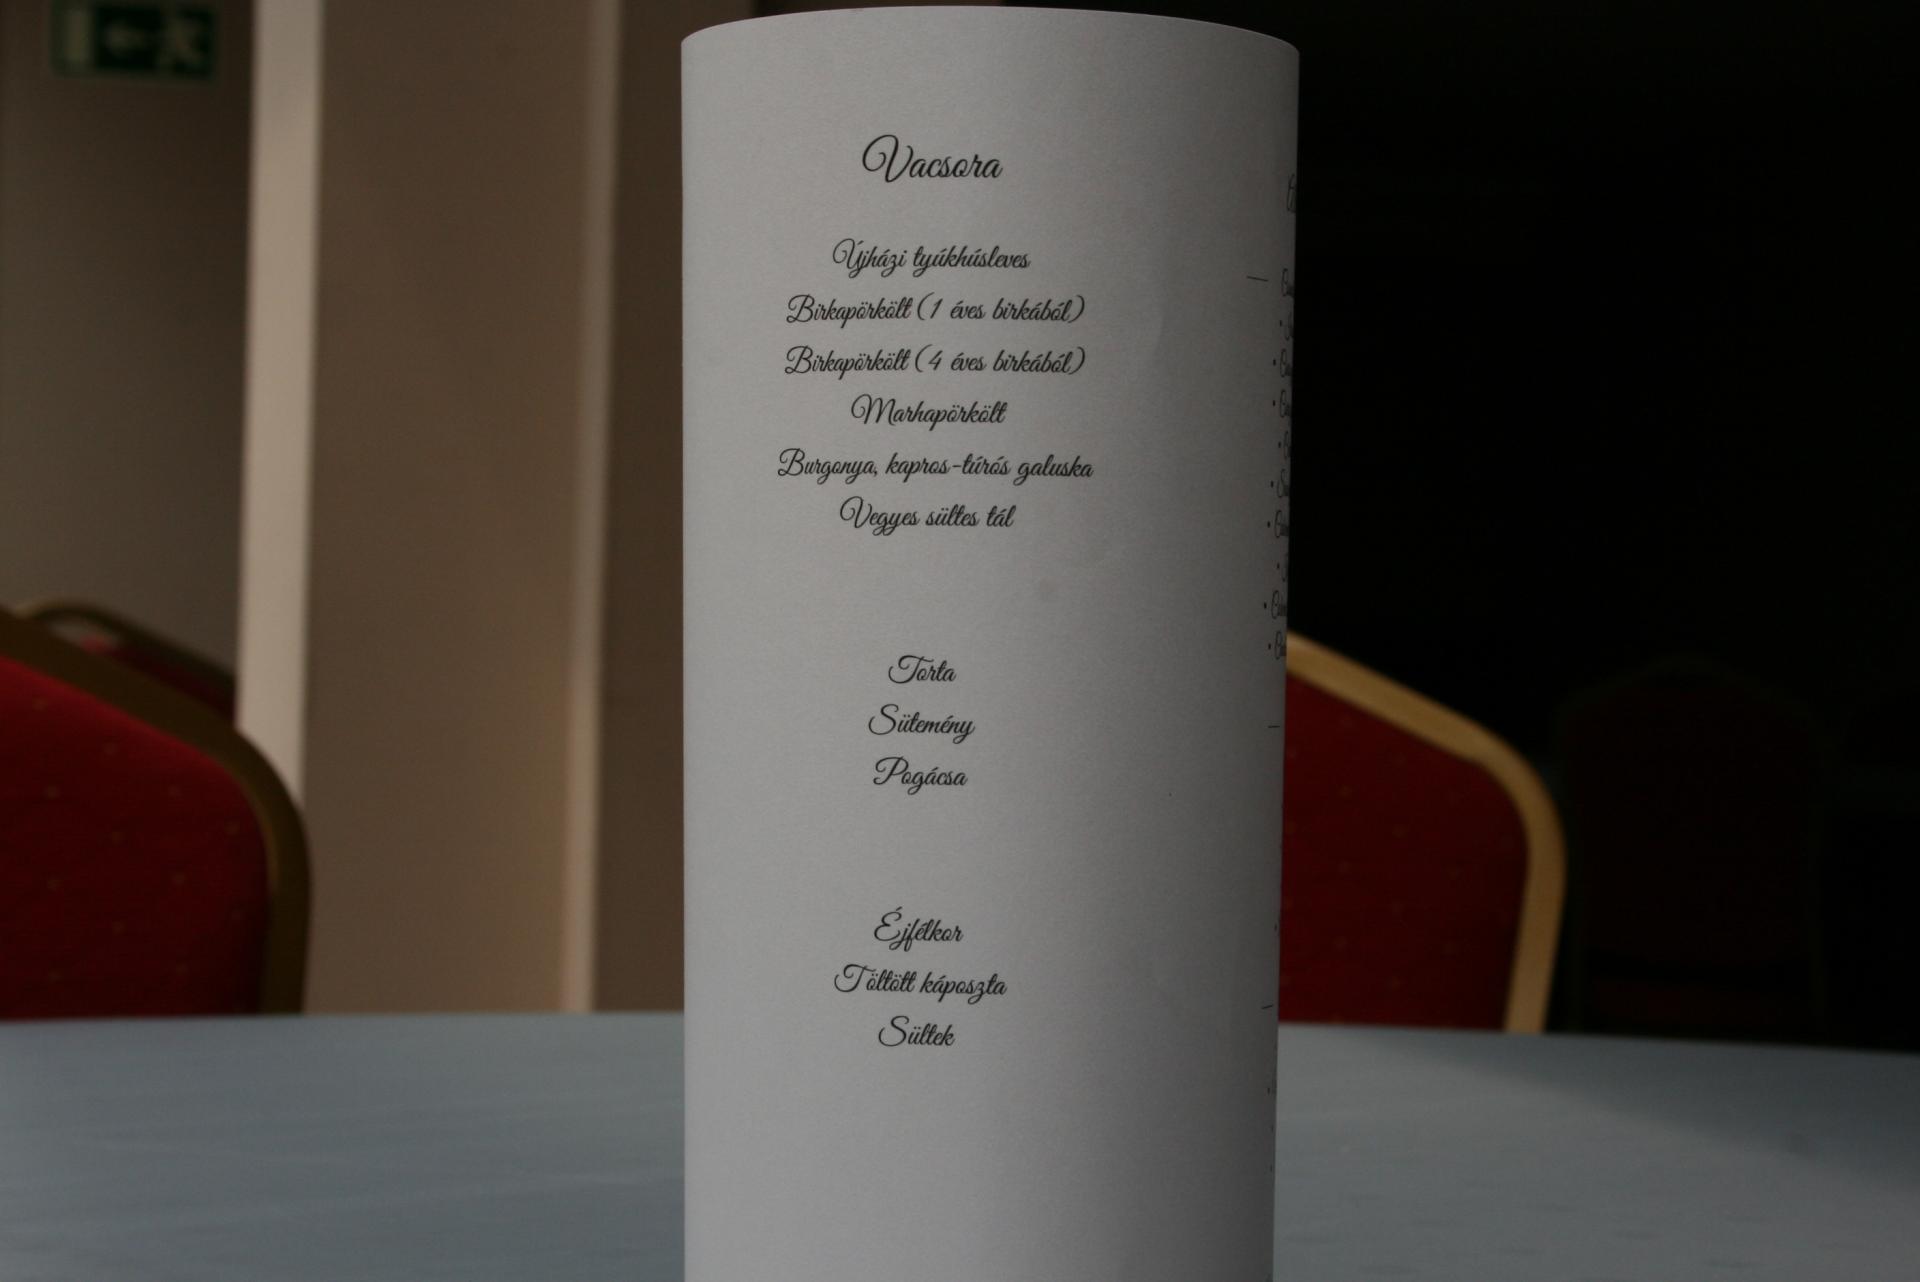 Vacsora
Újházi tyúkhúsleves
Birkapörkölt (1 éves birkából)
Birkapörkölt (4 éves birkából)
Marhapörkölt
Burgonya, kapros-túrós galuska
Vegyes sültes tál
Torta
Sütemény
Pogácsa
Éjfélkor
Töltött káposzta
Sültek